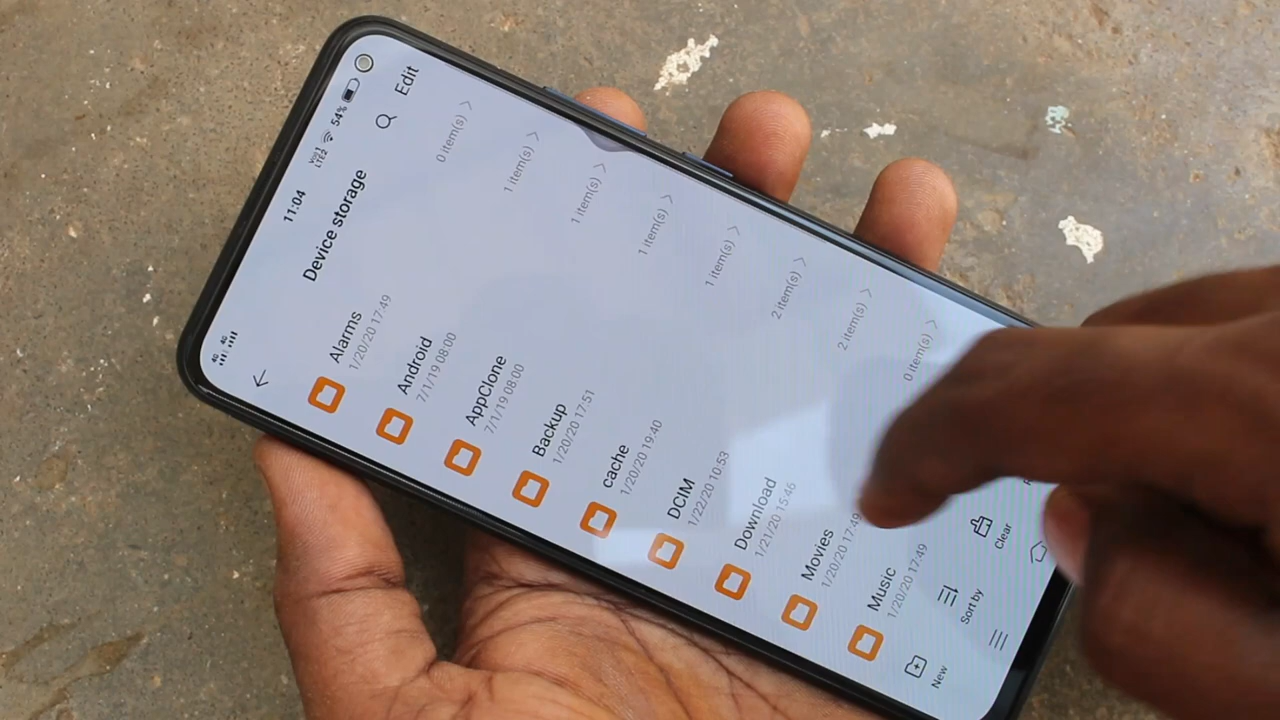 11:04
VoLTE LTE2
54%
4G 4G
Device storage
Edit
Alarms
1/20/20 17:49
0 item(s)
Android
7/1/19 08:00
1 item(s)
AppClone
7/1/19 08:00
1 item(s)
Backup
1/20/20 17:51
1 item(s)
cache
1/20/20 19:40
1 item(s)
DCIM
1/22/20 10:53
2 item(s)
Download
1/21/20 15:46
2 item(s)
Movies
1/20/20 17:49
0 item(s)
Music
1/20/20 17:49
New
Sort by
Clear